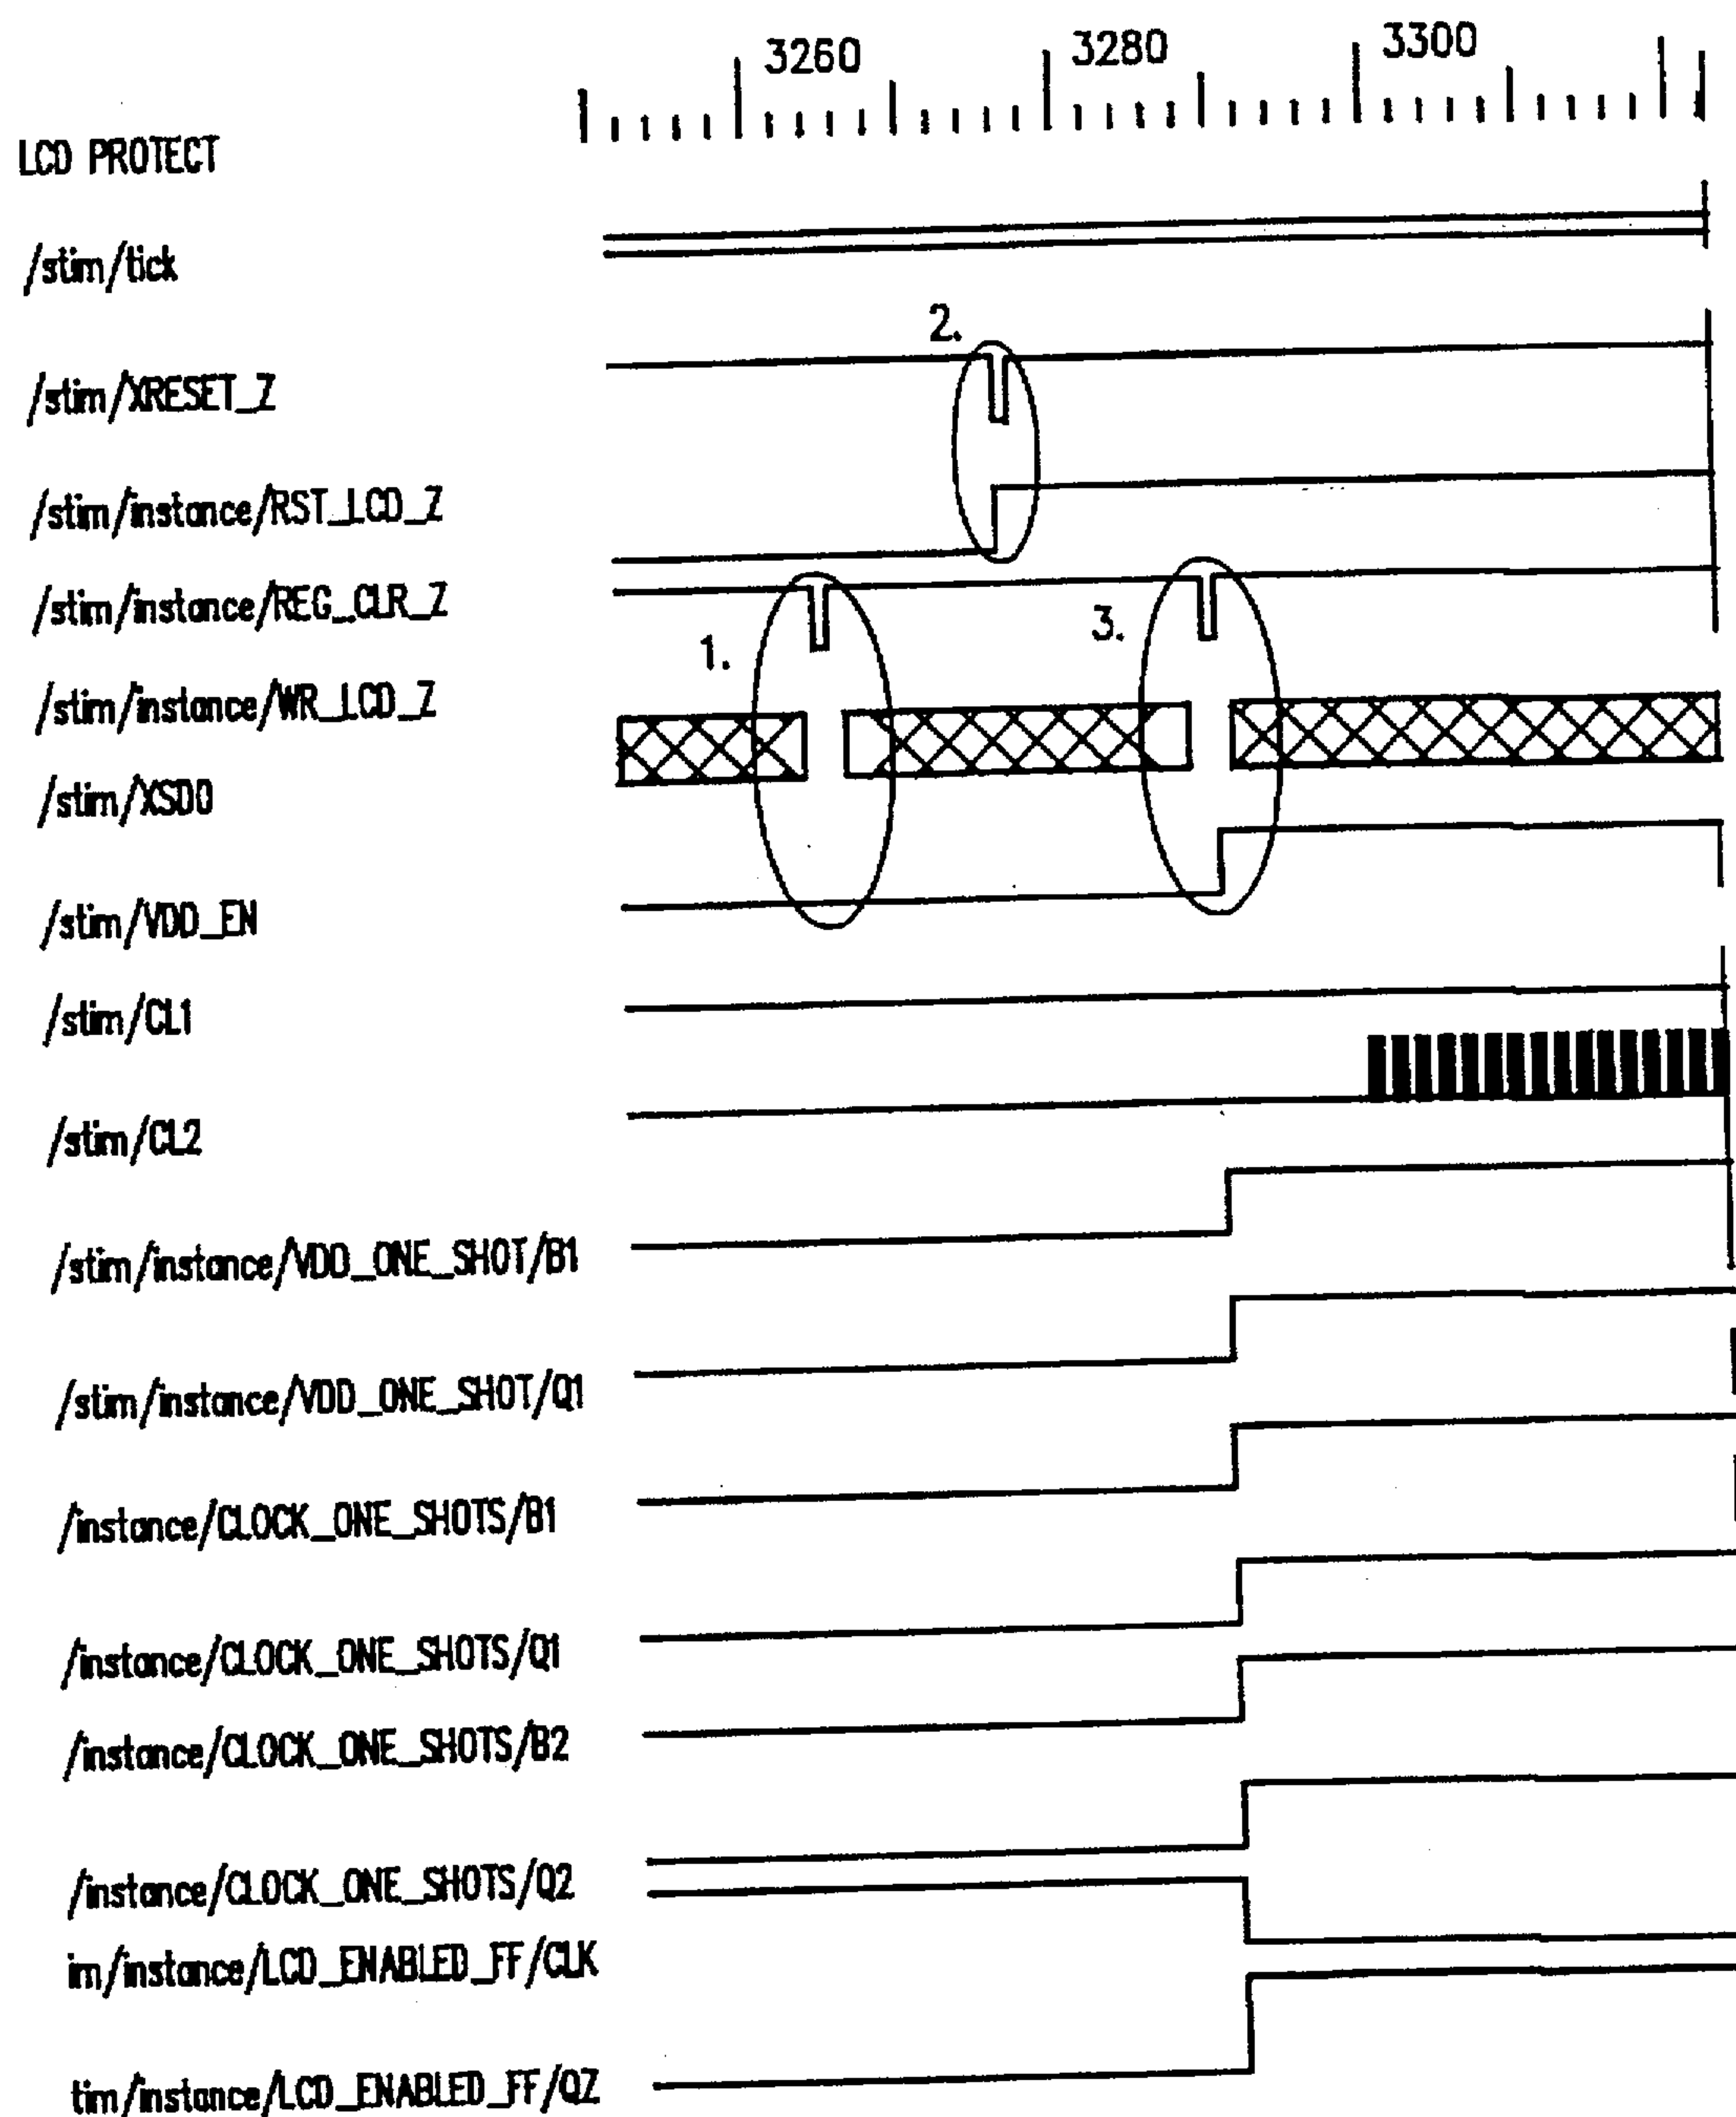 3260 3280 3300
LCD PROTECT
/stim/tick
2.
/stim/XRESET_Z
/stim/instance/RST_LCD_Z
/stim/instance/REG_CLR_Z
1. 3.
/stim/instance/WR_LCD_Z
/stim/XSD0
/stim/VDD_EN
/stim/CL1
/stim/CL2
/stim/instance/VDD_ONE_SHOT/B1
/stim/instance/VDD_ONE_SHOT/Q1
/instance/CLOCK_ONE_SHOTS/B1
/instance/CLOCK_ONE_SHOTS/Q1
/instance/CLOCK_ONE_SHOTS/B2
/instance/CLOCK_ONE_SHOTS/Q2
im/instance/LCD_ENABLED_FF/CLK
tim/instance/LCD_ENABLED_FF/QZ